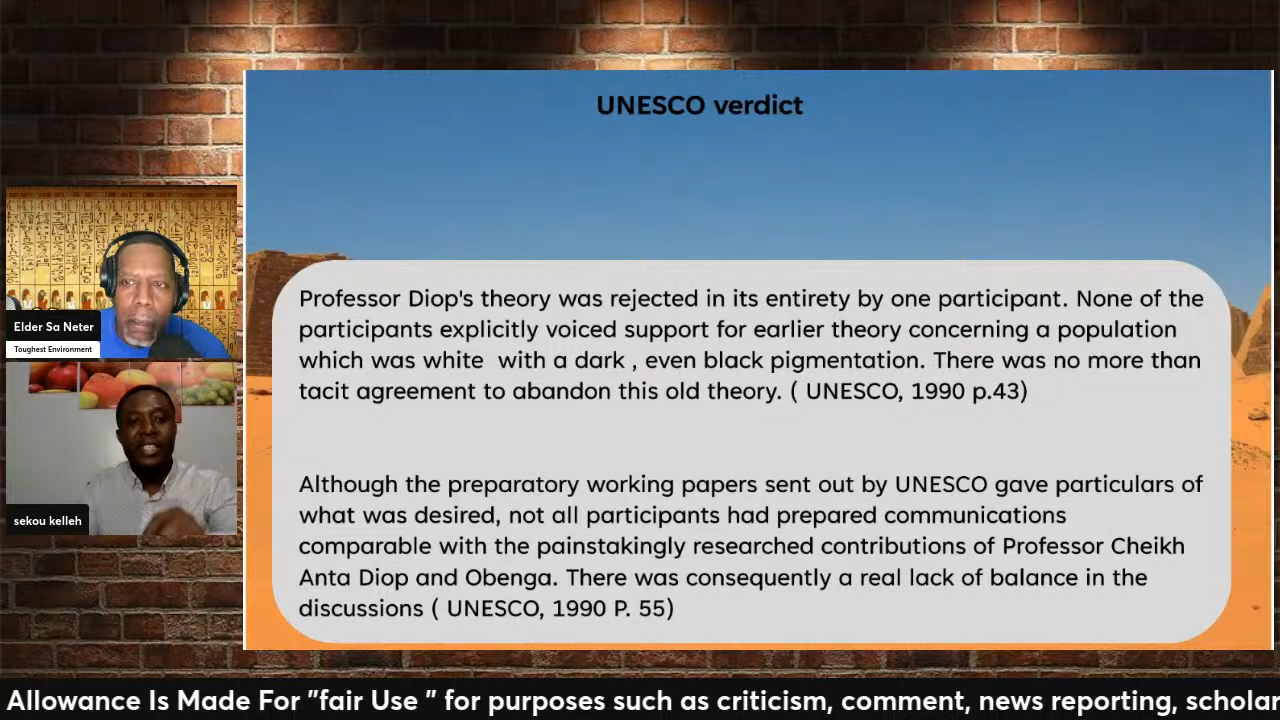 UNESCO verdict
Professor Diop's theory was rejected in its entirety by one participant. None of the
participants explicitly voiced support for earlier theory concerning a population
which was white with a dark , even black pigmentation. There was no more than
tacit agreement to abandon this old theory. ( UNESCO, 1990 p.43)
Although the preparatory working papers sent out by UNESCO gave particulars of
what was desired, not all participants had prepared communications
comparable with the painstakingly researched contributions of Professor Cheikh
Anta Diop and Obenga. There was consequently a real lack of balance in the
discussions ( UNESCO, 1990 P. 55)
Elder Sa Neter
Toughest Environment
sekou kelleh
Allowance Is Made For "fair Use " for purposes such as criticism, comment, news reporting, scholar